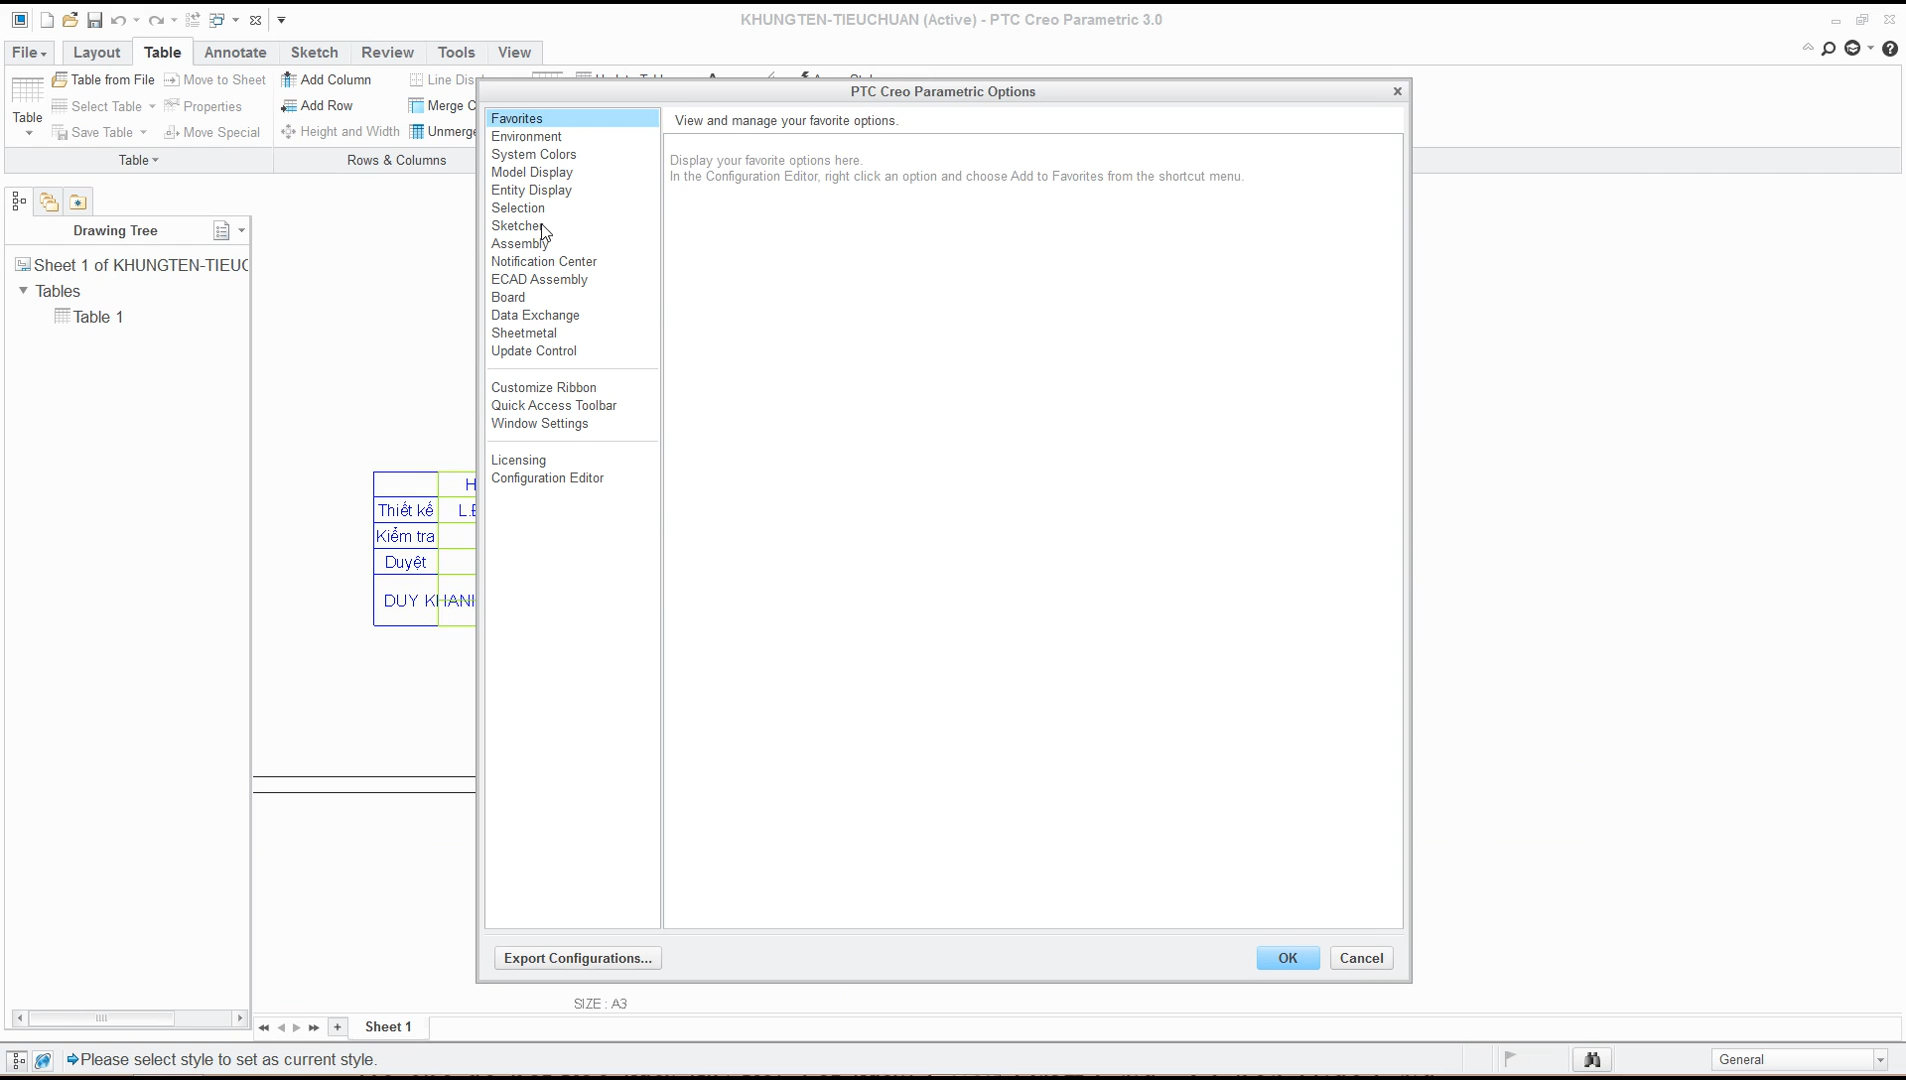 KHUNGTEN-TIEUCHUAN (Active) - PTC Creo Parametric 3.0
File Layout Table Annotate Sketch Review Tools View
Table from File Move to Sheet Add Column Line
Select Table Properties Add Row Merge
Table
Save Table Move Special Height and Width Unmerge
Table Rows & Columns
PTC Creo Parametric Options
Favorites
Environment
System Colors
Model Display
Entity Display
Selection
Sketcher
Assembly
Notification Center
ECAD Assembly
Board
Data Exchange
Sheetmetal
Update Control
Customize Ribbon
Quick Access Toolbar
Window Settings
Licensing
Configuration Editor
View and manage your favorite options.
Display your favorite options here.
In the Configuration Editor, right click an option and choose Add to Favorites from the shortcut menu.
Export Configurations...
OK Cancel
Drawing Tree
Sheet 1 of KHUNGTEN-TIEUC
Tables
Table 1
H
Thiết kế L.Đ
Kiểm tra
Duyệt
DUY KHANH
SIZE : A3
Sheet 1
Please select style to set as current style.
General